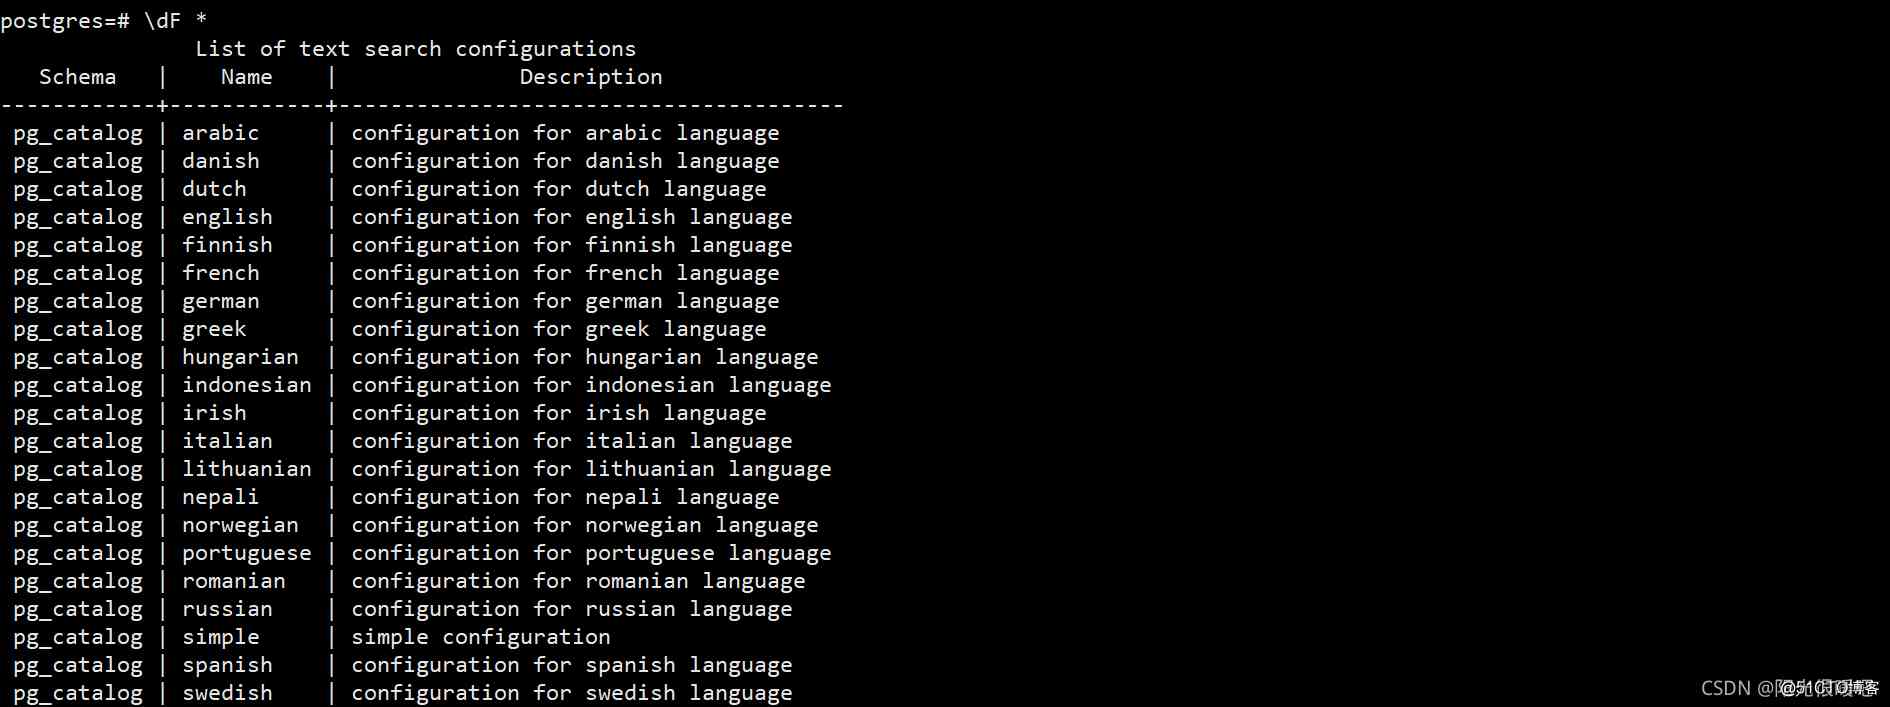 postgres=# \dF *
               List of text search configurations
   Schema   |    Name    |              Description
------------+------------+---------------------------------------
 pg_catalog | arabic     | configuration for arabic language
 pg_catalog | danish     | configuration for danish language
 pg_catalog | dutch      | configuration for dutch language
 pg_catalog | english    | configuration for english language
 pg_catalog | finnish    | configuration for finnish language
 pg_catalog | french     | configuration for french language
 pg_catalog | german     | configuration for german language
 pg_catalog | greek      | configuration for greek language
 pg_catalog | hungarian  | configuration for hungarian language
 pg_catalog | indonesian | configuration for indonesian language
 pg_catalog | irish      | configuration for irish language
 pg_catalog | italian    | configuration for italian language
 pg_catalog | lithuanian | configuration for lithuanian language
 pg_catalog | nepali     | configuration for nepali language
 pg_catalog | norwegian  | configuration for norwegian language
 pg_catalog | portuguese | configuration for portuguese language
 pg_catalog | romanian   | configuration for romanian language
 pg_catalog | russian    | configuration for russian language
 pg_catalog | simple     | simple configuration
 pg_catalog | spanish    | configuration for spanish language
 pg_catalog | swedish    | configuration for swedish language
CSDN @51CTO博客